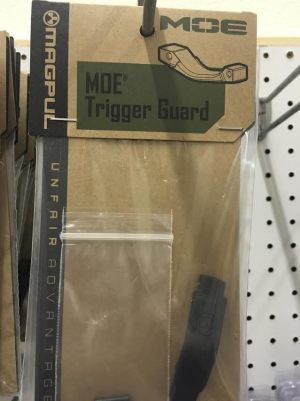 MAGPUL
MOE
MOE®
Trigger Guard
UNFAIR ADVANTAGE